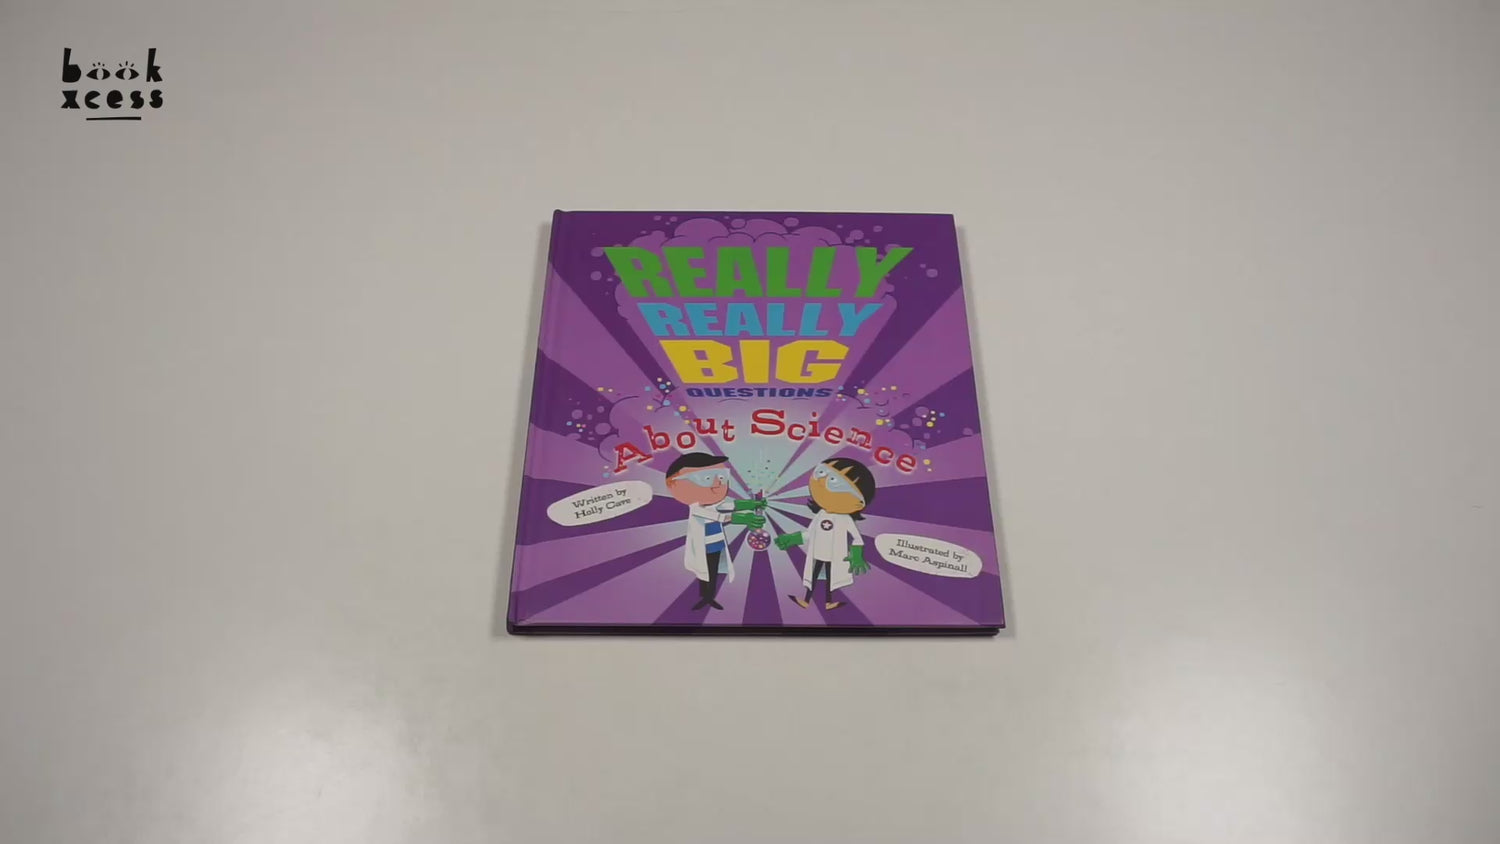 book
xcess
REALLY
REALLY
BIG
QUESTIONS
About Science
Written by
Holly Cave
Illustrated by
Marc Aspinall